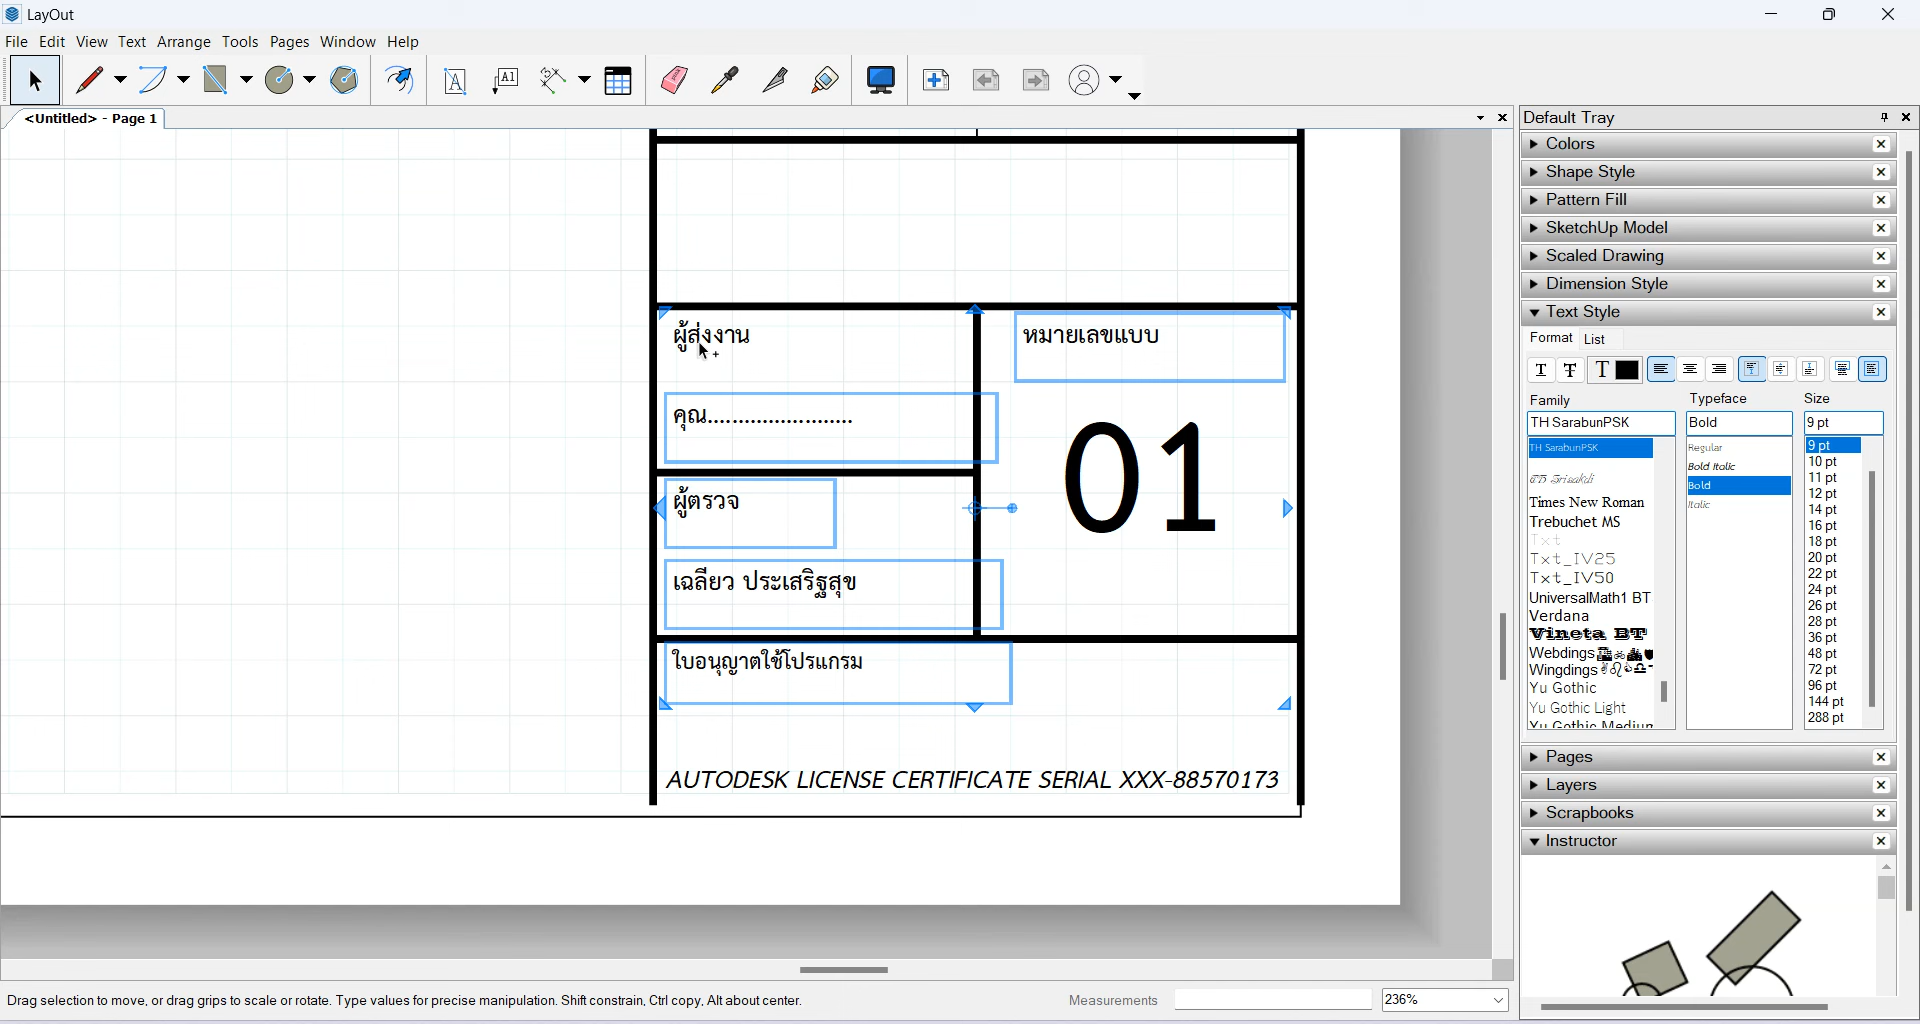 LayOut
File Edit View Text Arrange Tools Pages Window Help
<Untitled> - Page 1
Default Tray
Colors
Shape Style
Pattern Fill
SketchUp Model
Scaled Drawing
Dimension Style
Text Style
Format List
Family Typeface Size
TH SarabunPSK Bold 9 pt
TH SarabunPSK
TB Srisakdi
Times New Roman
Trebuchet MS
Txt
Txt_IV25
Txt_IV50
UniversalMath1 BT
Verdana
Vineta BT
Webdings
Wingdings
Yu Gothic
Yu Gothic Light
Yu Gothic Medium
Regular
Bold Italic
Bold
Italic
9 pt
10 pt
11 pt
12 pt
14 pt
16 pt
18 pt
20 pt
22 pt
24 pt
26 pt
28 pt
36 pt
48 pt
72 pt
96 pt
144 pt
288 pt
Pages
Layers
Scrapbooks
Instructor
ผู้ส่งงาน
คุณ.......................
ผู้ตรวจ
เฉลียว ประเสริฐสุข
ใบอนุญาตใช้โปรแกรม
หมายเลขแบบ
01
AUTODESK LICENSE CERTIFICATE SERIAL XXX-88570173
Drag selection to move, or drag grips to scale or rotate. Type values for precise manipulation. Shift constrain, Ctrl copy, Alt about center.
Measurements
236%